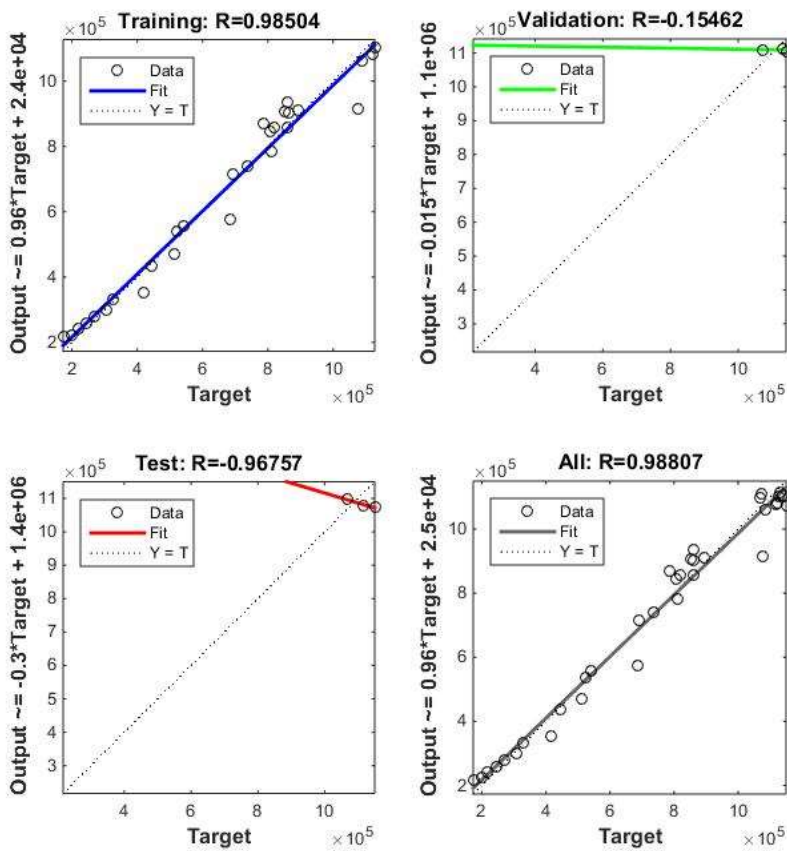 Training: R=0.98504
× 10^5
Output ~= 0.96*Target + 2.4e+04
10
8
6
4
2
Data
Fit
Y = T
2 4 6 8 10
Target
× 10^5
Validation: R=-0.15462
× 10^5
Output ~= -0.015*Target + 1.1e+06
11
10
9
8
7
6
5
4
3
Data
Fit
Y = T
4 6 8 10
Target
× 10^5
Test: R=-0.96757
× 10^5
Output ~= -0.3*Target + 1.4e+06
11
10
9
8
7
6
5
4
3
Data
Fit
Y = T
4 6 8 10
Target
× 10^5
All: R=0.98807
× 10^5
Output ~= 0.96*Target + 2.5e+04
10
8
6
4
2
Data
Fit
Y = T
2 4 6 8 10
Target
× 10^5